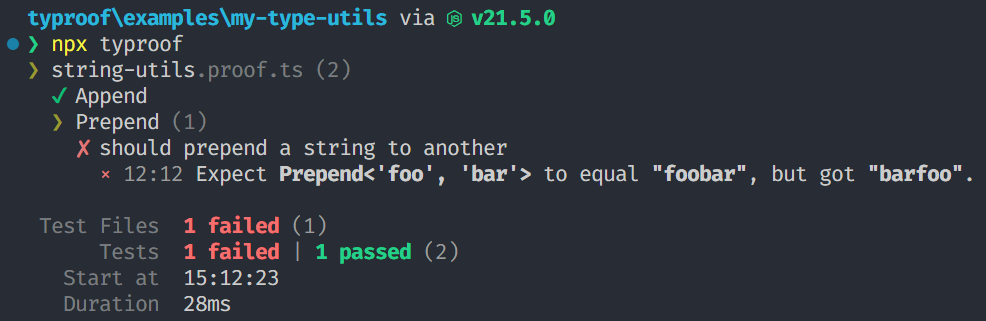 typroof\examples\my-type-utils via JS v21.5.0
❯ npx typroof
❯ string-utils.proof.ts (2)
✓ Append
❯ Prepend (1)
✗ should prepend a string to another
× 12:12 Expect Prepend<'foo', 'bar'> to equal "foobar", but got "barfoo".
Test Files 1 failed (1)
Tests 1 failed | 1 passed (2)
Start at 15:12:23
Duration 28ms